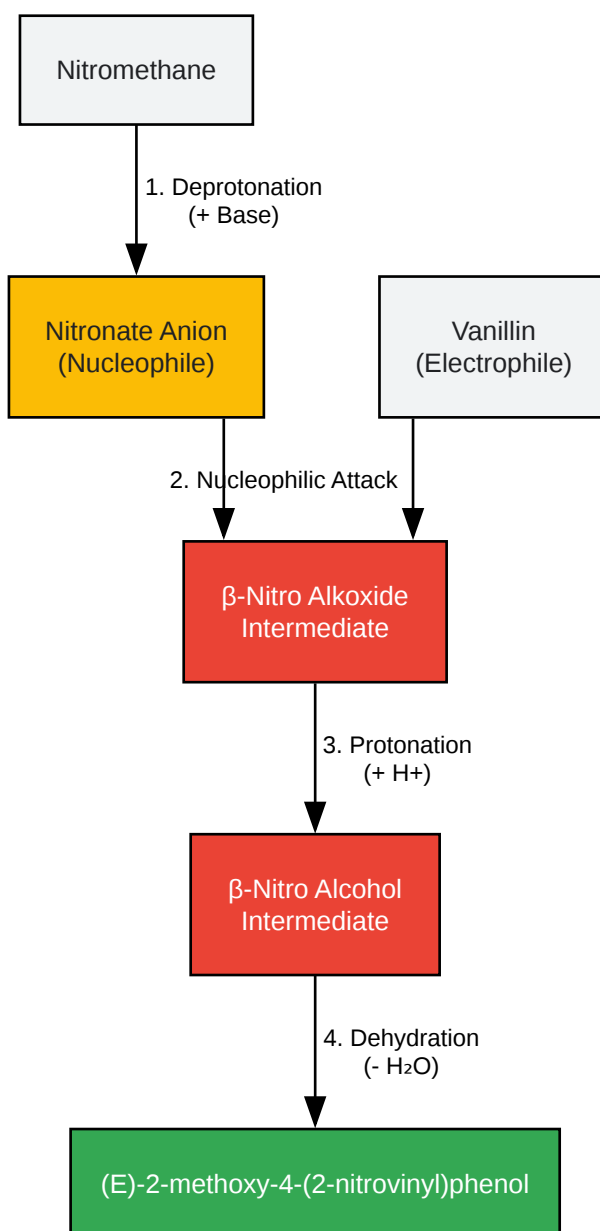 Nitromethane
1. Deprotonation
(+ Base)
Nitronate Anion
(Nucleophile)
Vanillin
(Electrophile)
2. Nucleophilic Attack
β-Nitro Alkoxide
Intermediate
3. Protonation
(+ H+)
β-Nitro Alcohol
Intermediate
4. Dehydration
(- H₂O)
(E)-2-methoxy-4-(2-nitrovinyl)phenol